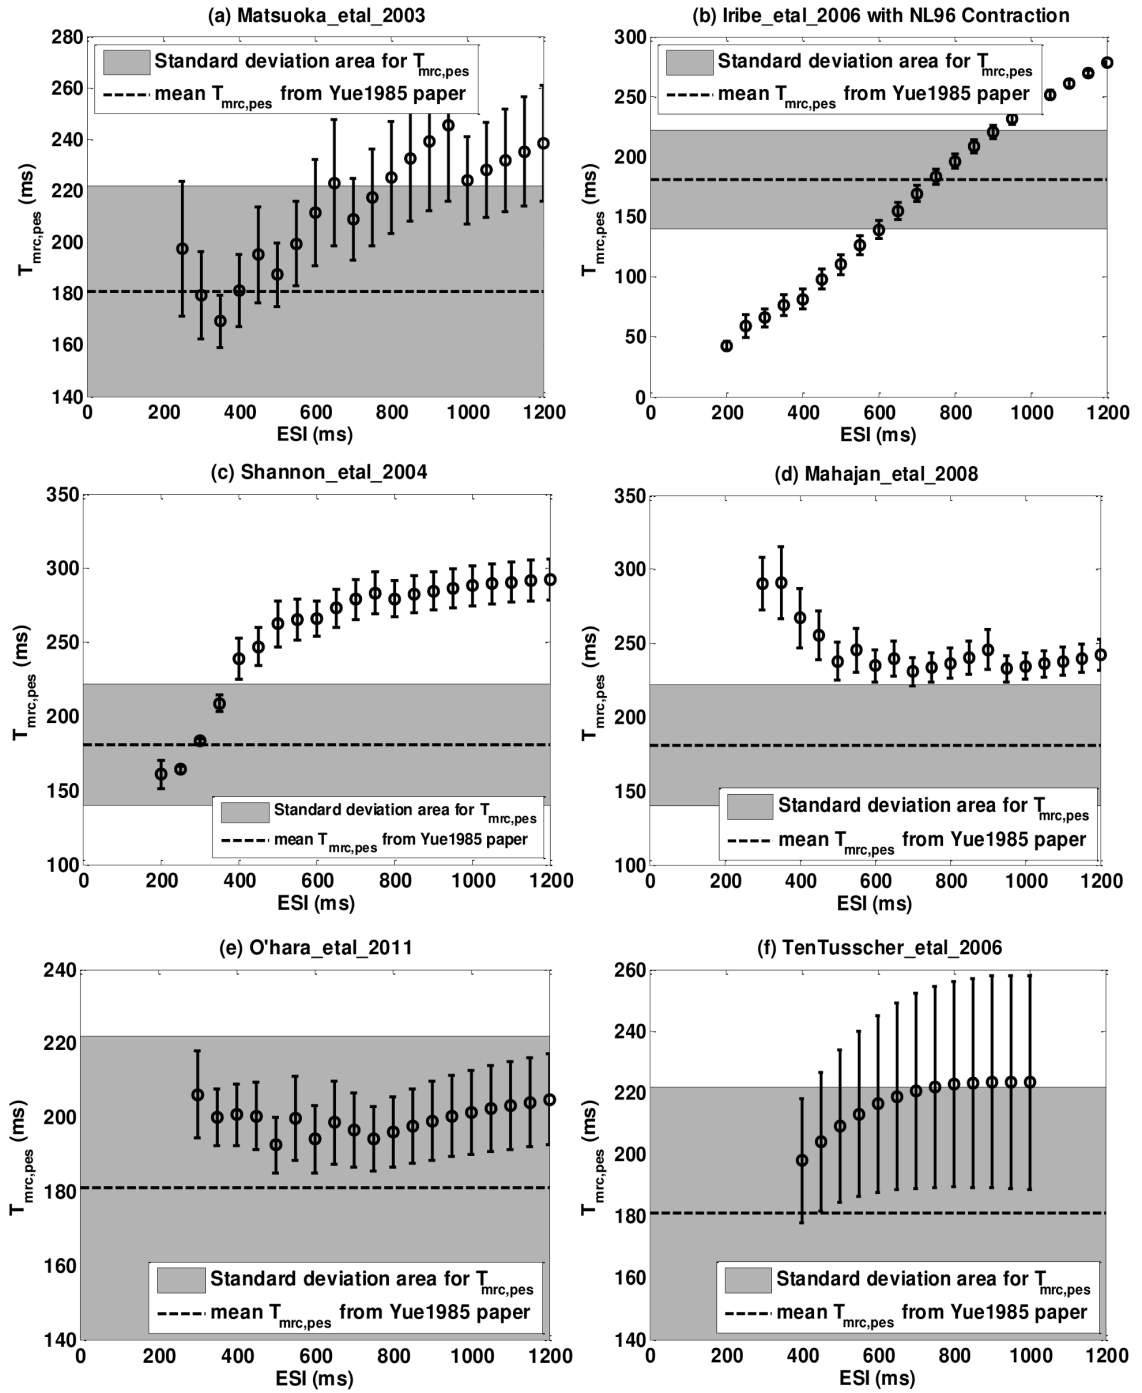 (a) Matsuoka_etal_2003
280
260
240
220
200
180
160
140
0 200 400 600 800 1000 1200
T_mrc,pes (ms)
ESI (ms)
Standard deviation area for T_mrc,pes
mean T_mrc,pes from Yue1985 paper
(b) Iribe_etal_2006 with NL96 Contraction
300
250
200
150
100
50
0
0 200 400 600 800 1000 1200
T_mrc,pes (ms)
ESI (ms)
Standard deviation area for T_mrc,pes
mean T_mrc,pes from Yue1985 paper
(c) Shannon_etal_2004
350
300
250
200
150
100
0 200 400 600 800 1000 1200
T_mrc,pes (ms)
ESI (ms)
Standard deviation area for T_mrc,pes
mean T_mrc,pes from Yue1985 paper
(d) Mahajan_etal_2008
350
300
250
200
150
100
0 200 400 600 800 1000 1200
T_mrc,pes (ms)
ESI (ms)
Standard deviation area for T_mrc,pes
mean T_mrc,pes from Yue1985 paper
(e) O'hara_etal_2011
240
220
200
180
160
140
0 200 400 600 800 1000 1200
T_mrc,pes (ms)
ESI (ms)
Standard deviation area for T_mrc,pes
mean T_mrc,pes from Yue1985 paper
(f) TenTusscher_etal_2006
260
240
220
200
180
160
140
0 200 400 600 800 1000 1200
T_mrc,pes (ms)
ESI (ms)
Standard deviation area for T_mrc,pes
mean T_mrc,pes from Yue1985 paper